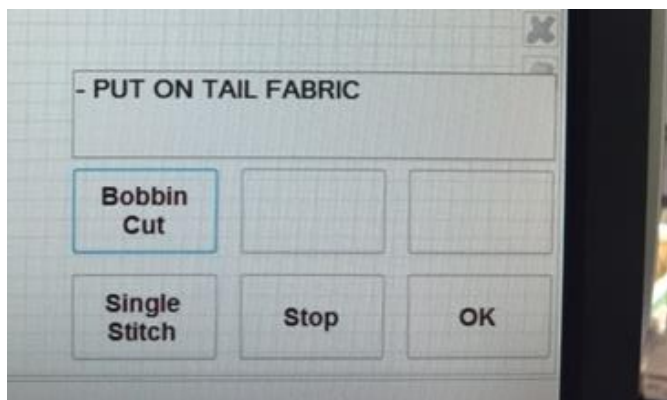 - PUT ON TAIL FABRIC
Bobbin
Cut
Single
Stitch
Stop
OK